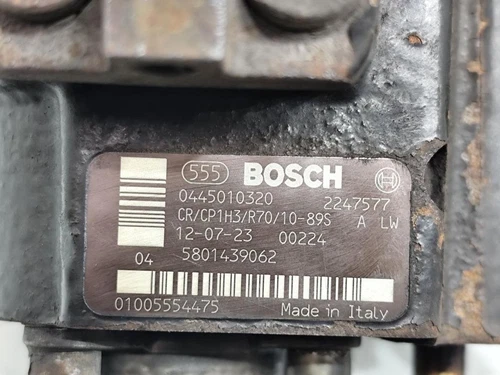 555 BOSCH
0445010320 2247577
CR/CP1H3/R70/10-89S A LW
12-07-23 00224
04 5801439062
01005554475 Made in Italy